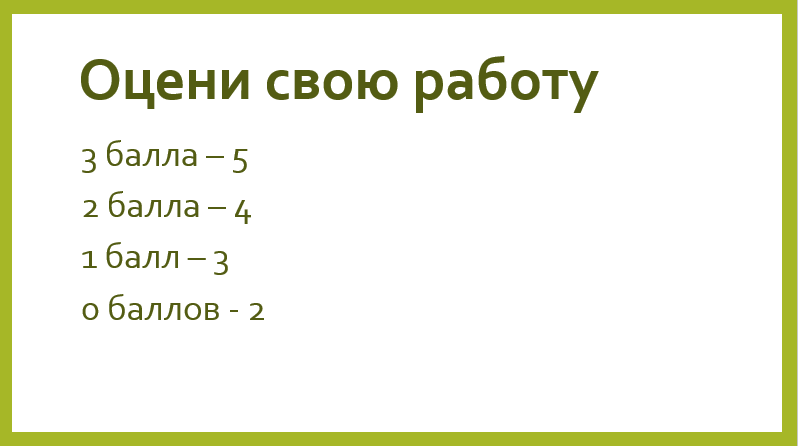 Оцени свою работу
3 балла – 5
2 балла – 4
1 балл – 3
0 баллов - 2